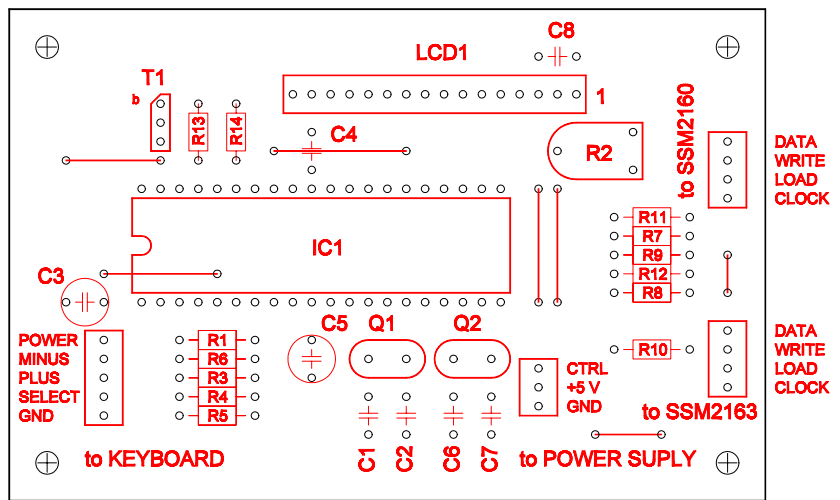 C8
LCD1
T1
b
1
R13
R14
C4
R2
to SSM2160
DATA
WRITE
LOAD
CLOCK
R11
R7
R9
R12
R8
IC1
C3
C5
Q1
Q2
POWER
MINUS
PLUS
SELECT
GND
R1
R6
R3
R4
R5
CTRL
+5 V
GND
R10
DATA
WRITE
LOAD
CLOCK
to SSM2163
C1
C2
C6
C7
to KEYBOARD
to POWER SUPLY